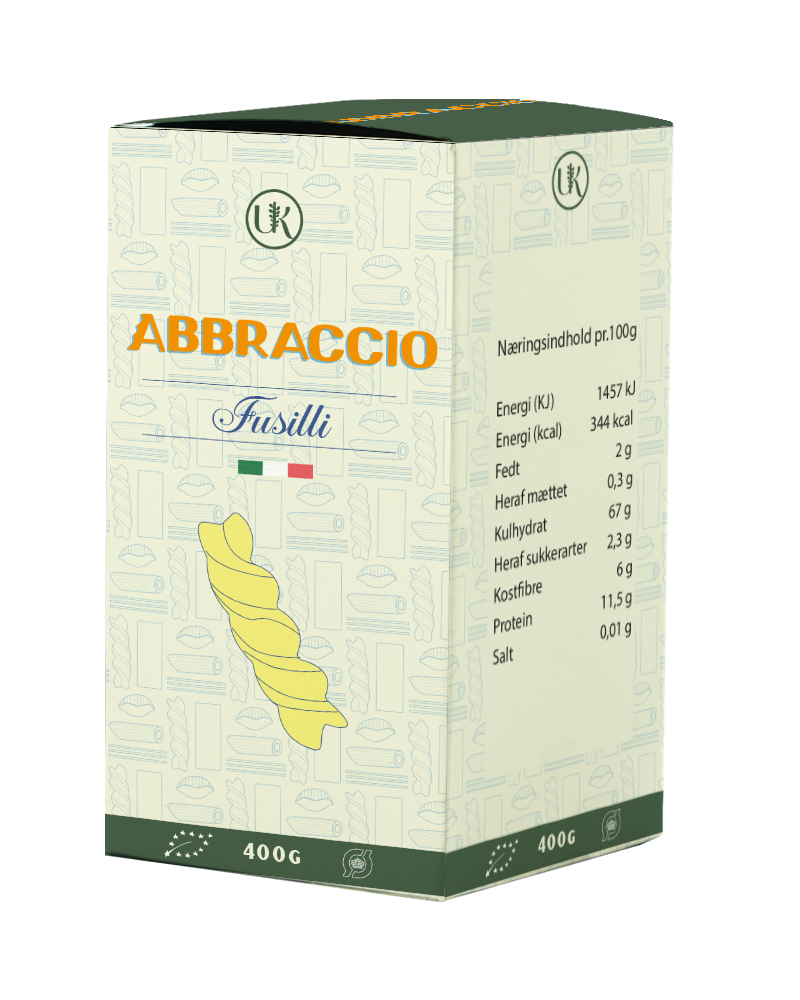 UK
ABBRACCIO
Fusilli
400G
ABBRACCIO
UK
Næringsindhold pr.100g
Energi (KJ) 1457 kJ
Energi (kcal) 344 kcal
Fedt 2 g
Heraf mættet 0,3 g
Kulhydrat 67 g
Heraf sukkerarter 2,3 g
Kostfibre 6 g
Protein 11,5 g
Salt 0,01 g
400G